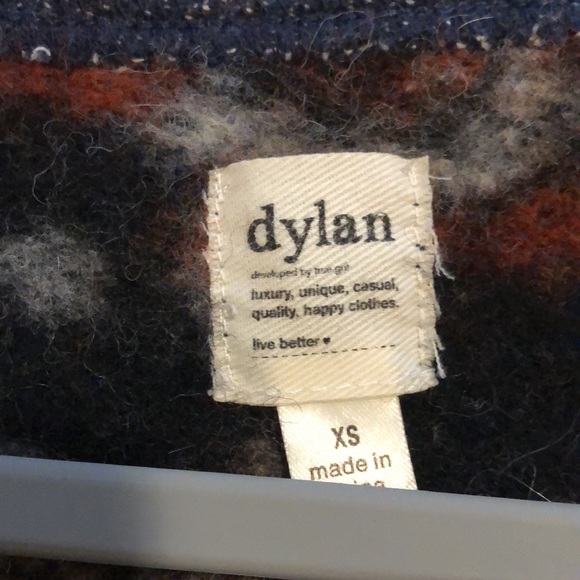 dylan
developed by true grit
luxury, unique, casual,
quality, happy clothes.
live better ♥
XS
made in